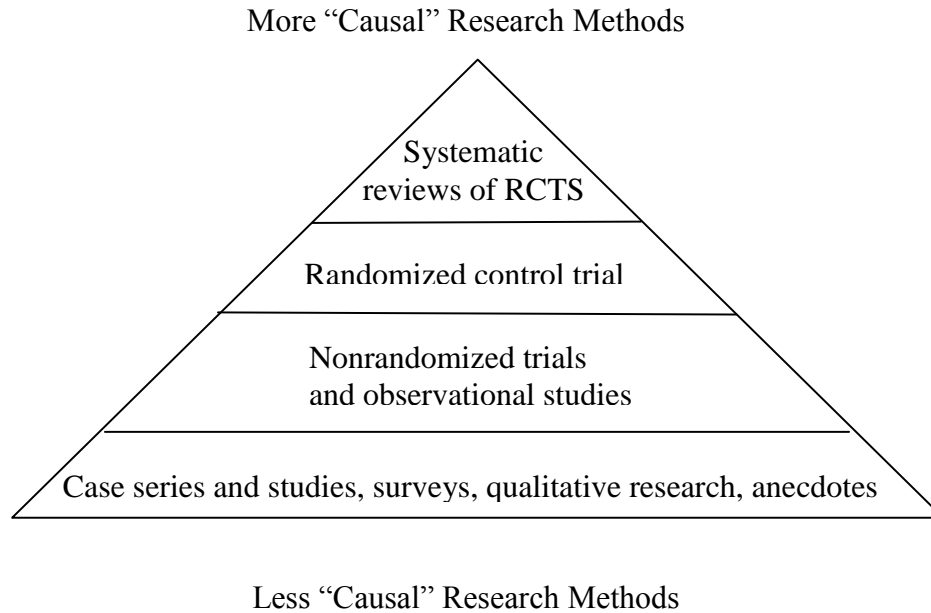 More “Causal” Research Methods
Systematic
reviews of RCTS
Randomized control trial
Nonrandomized trials
and observational studies
Case series and studies, surveys, qualitative research, anecdotes
Less “Causal” Research Methods